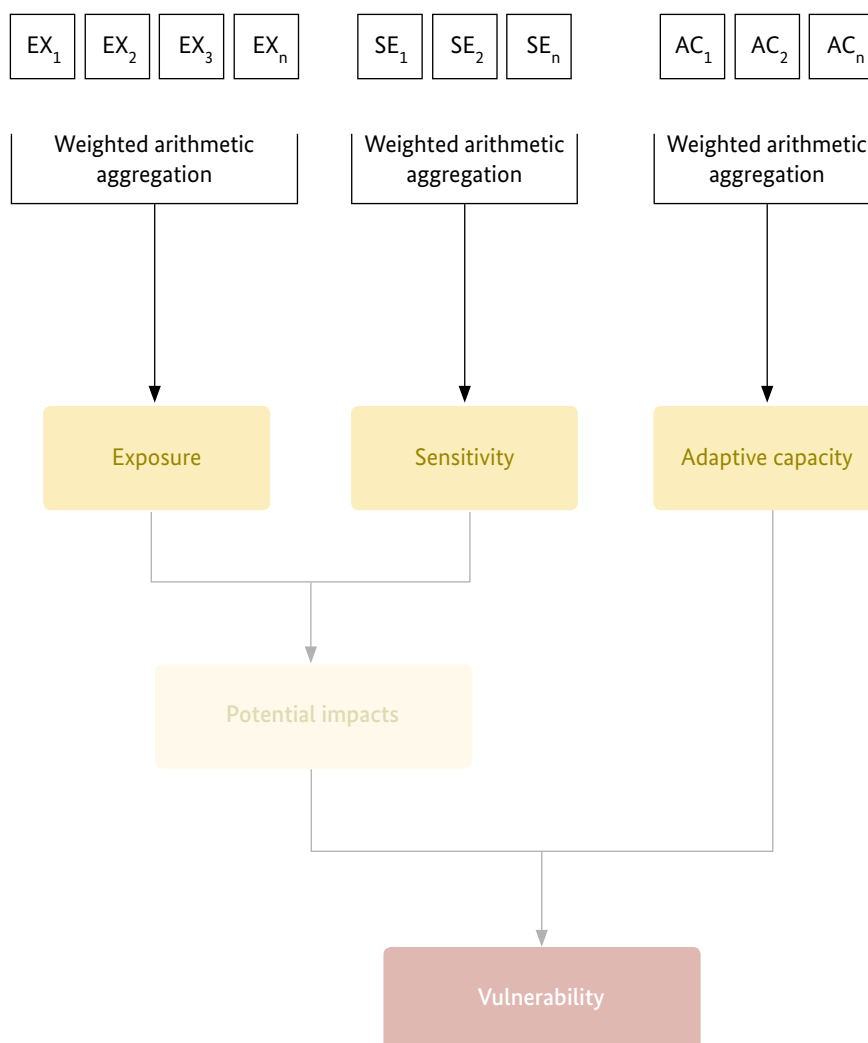 EX1 EX2 EX3 EXn SE1 SE2 SEn AC1 AC2 ACn
Weighted arithmetic
aggregation
Weighted arithmetic
aggregation
Weighted arithmetic
aggregation
Exposure
Sensitivity
Adaptive capacity
Potential impacts
Vulnerability